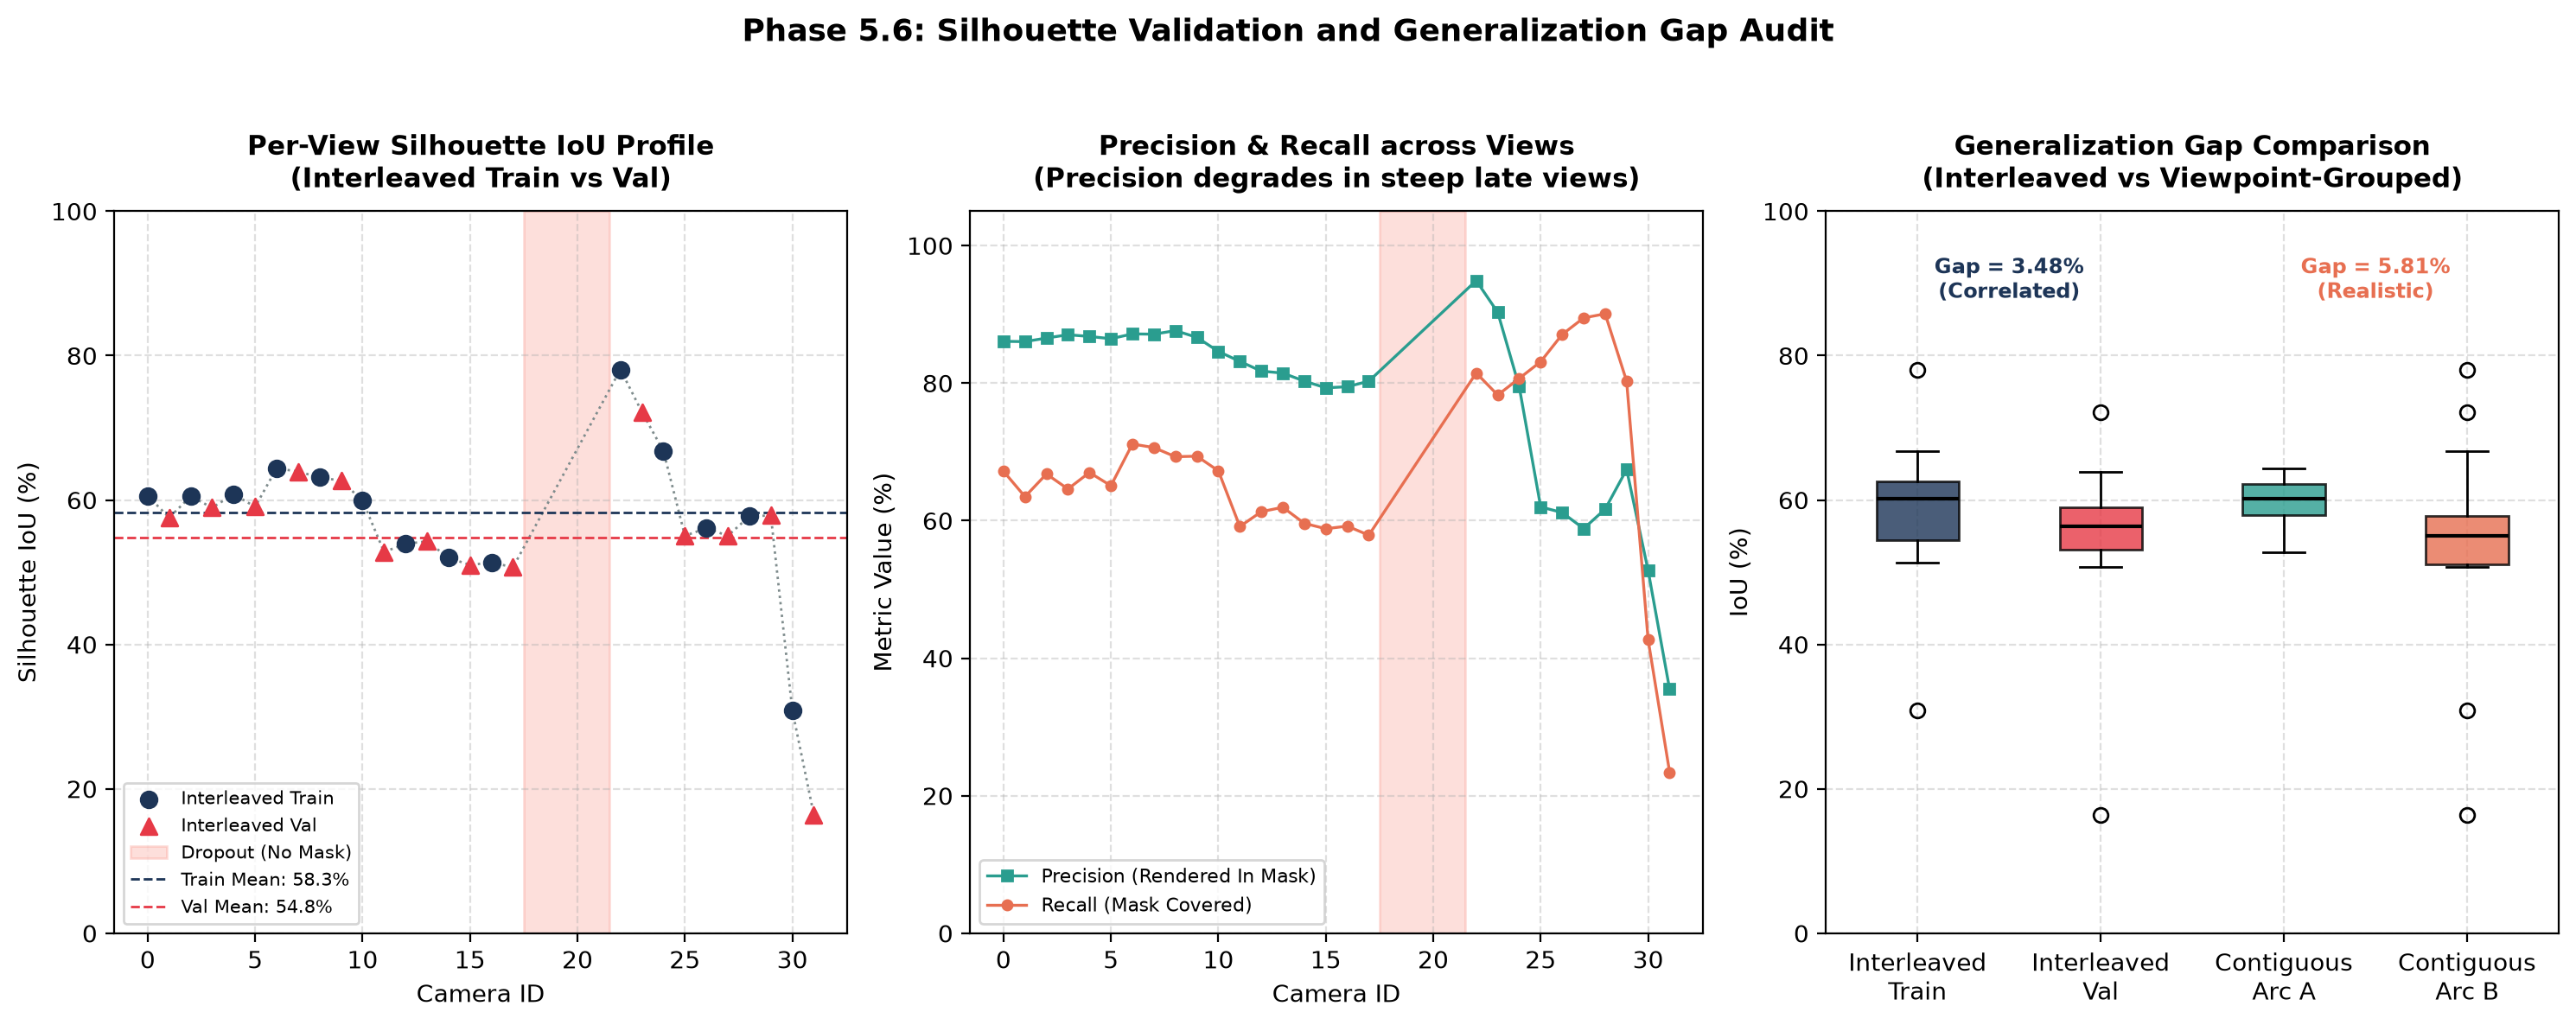 Phase 5.6: Silhouette Validation and Generalization Gap Audit
Per-View Silhouette IoU Profile
(Interleaved Train vs Val)
Silhouette IoU (%)
100
80
60
40
20
0
Interleaved Train
Interleaved Val
Dropout (No Mask)
Train Mean: 58.3%
Val Mean: 54.8%
0 5 10 15 20 25 30
Camera ID
Precision & Recall across Views
(Precision degrades in steep late views)
Metric Value (%)
100
80
60
40
20
0
Precision (Rendered In Mask)
Recall (Mask Covered)
0 5 10 15 20 25 30
Camera ID
Generalization Gap Comparison
(Interleaved vs Viewpoint-Grouped)
IoU (%)
100
80
60
40
20
0
Gap = 3.48%
(Correlated)
Gap = 5.81%
(Realistic)
Interleaved
Train
Interleaved
Val
Contiguous
Arc A
Contiguous
Arc B